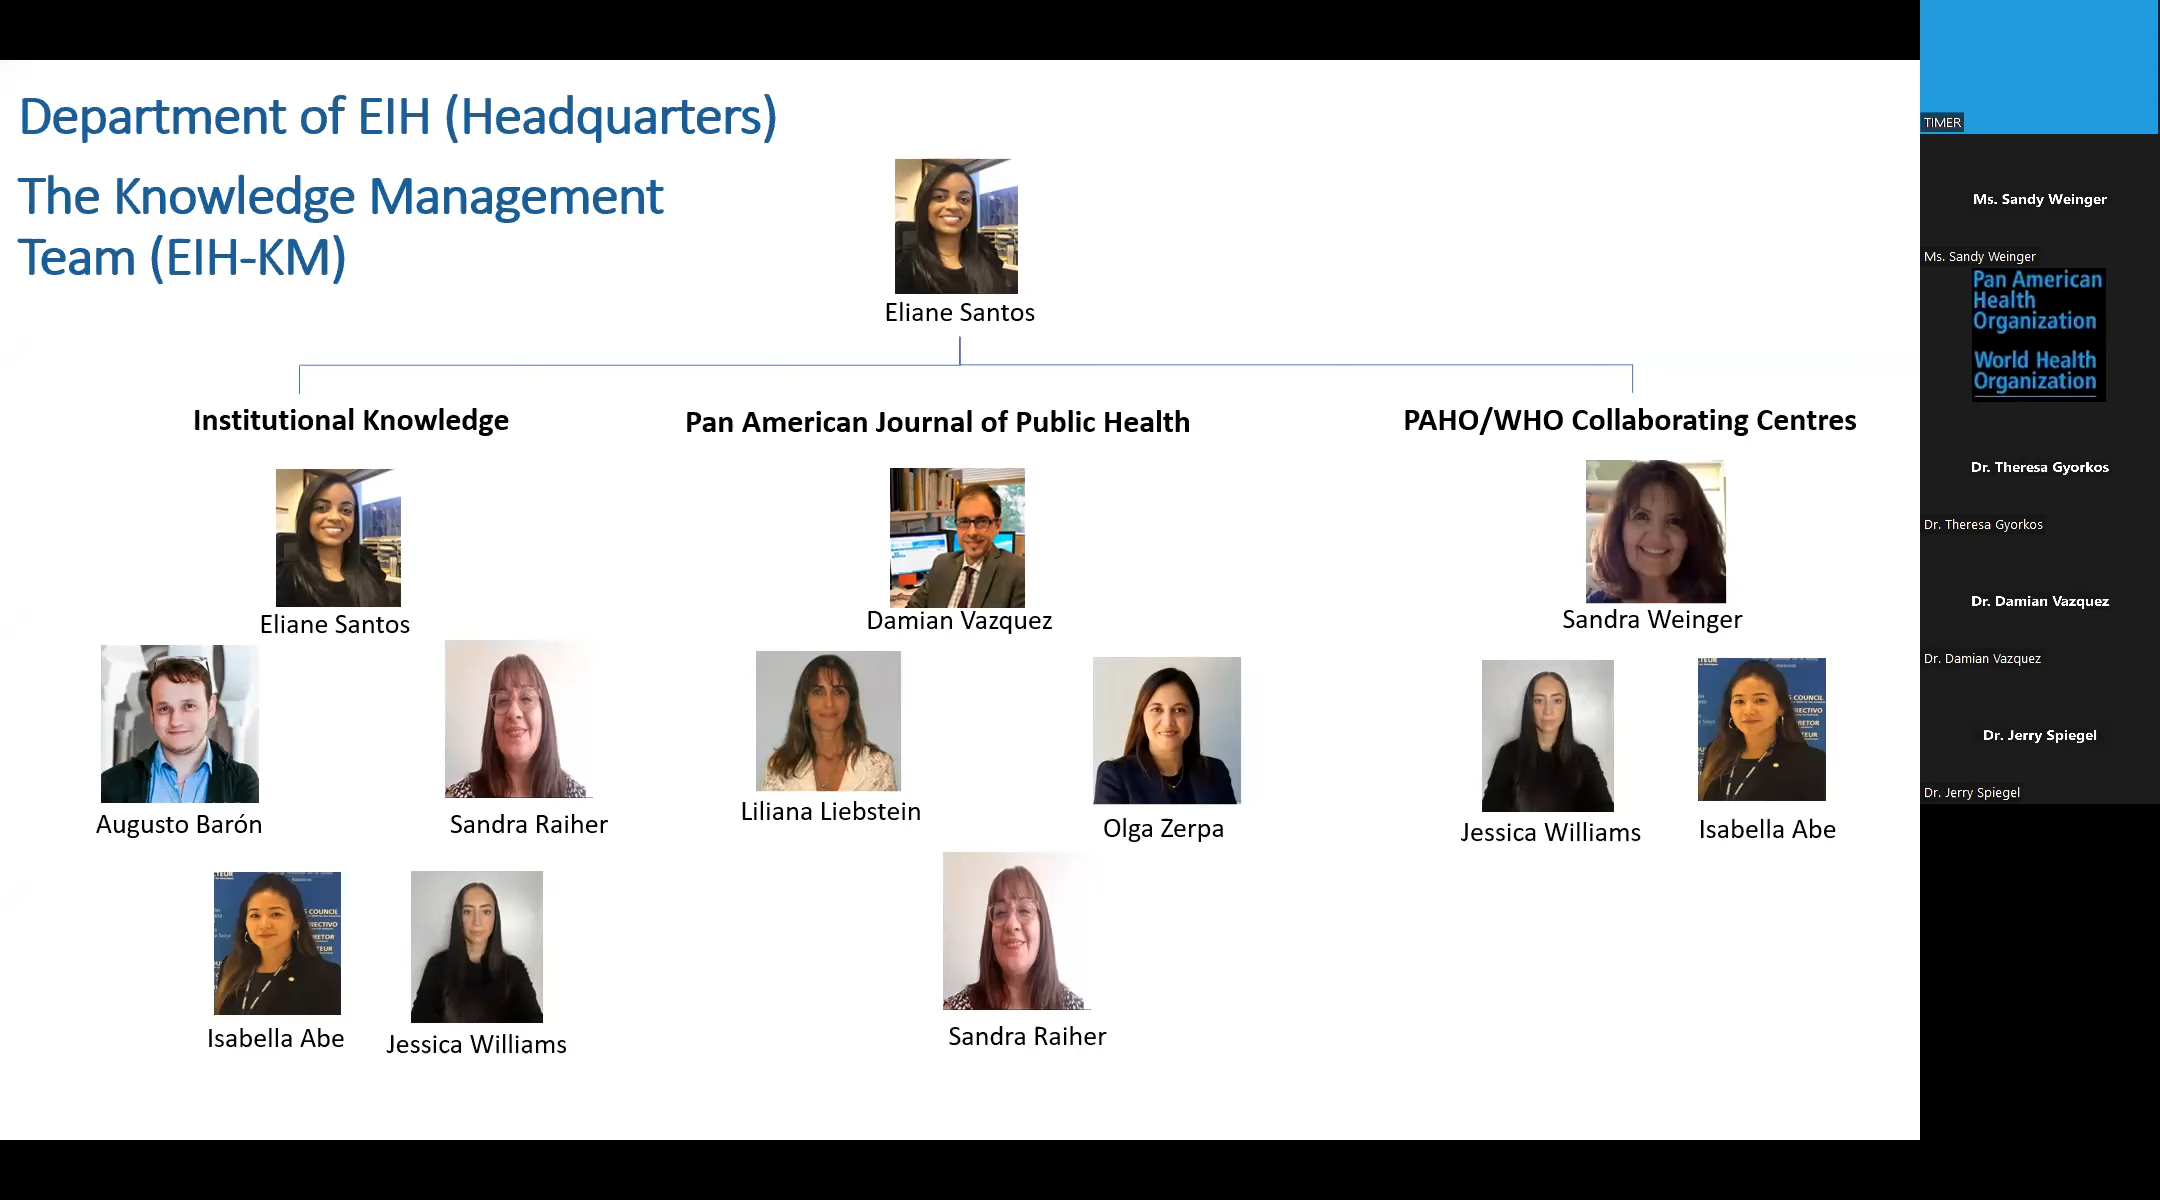 Department of EIH (Headquarters)
The Knowledge Management
Team (EIH-KM)
Eliane Santos
Institutional Knowledge
Pan American Journal of Public Health
PAHO/WHO Collaborating Centres
Eliane Santos
Damian Vazquez
Sandra Weinger
Augusto Barón
Sandra Raiher
Liliana Liebstein
Olga Zerpa
Jessica Williams
Isabella Abe
Isabella Abe
Jessica Williams
Sandra Raiher
TIMER
Ms. Sandy Weinger
Ms. Sandy Weinger
Pan American
Health
Organization
World Health
Organization
Dr. Theresa Gyorkos
Dr. Theresa Gyorkos
Dr. Damian Vazquez
Dr. Damian Vazquez
Dr. Jerry Spiegel
Dr. Jerry Spiegel